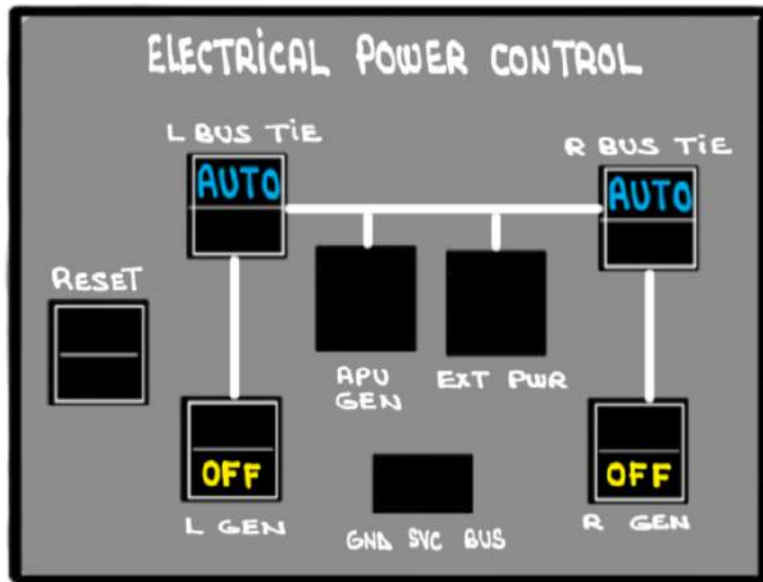 ELECTRiCAL POWER CONTROL
L BUS TiE
R BUS TiE
AUTO
AUTO
RESET
APU
GEN
EXT PWR
OFF
OFF
L GEN
GND SVC BUS
R GEN